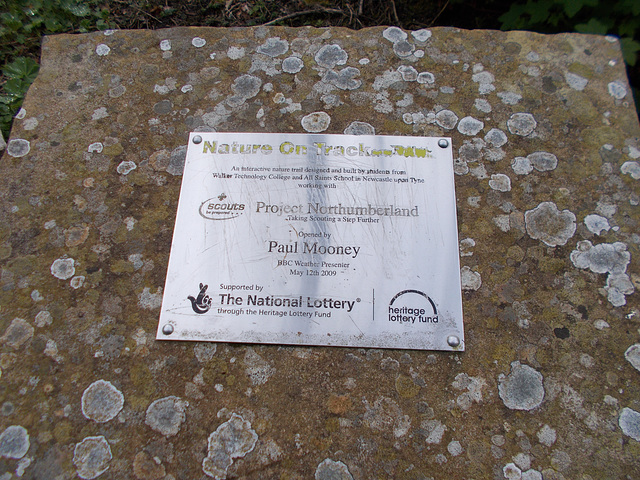 Nature On Track
An interactive nature trail designed and built by students from
Walker Technology College and All Saints School in Newcastle upon Tyne
working with
scouts
be prepared
Project Northumberland
Taking Scouting a Step Further
Opened by
Paul Mooney
BBC Weather Presenter
May 12th 2009
Supported by
The National Lottery®
through the Heritage Lottery Fund
heritage
lottery fund